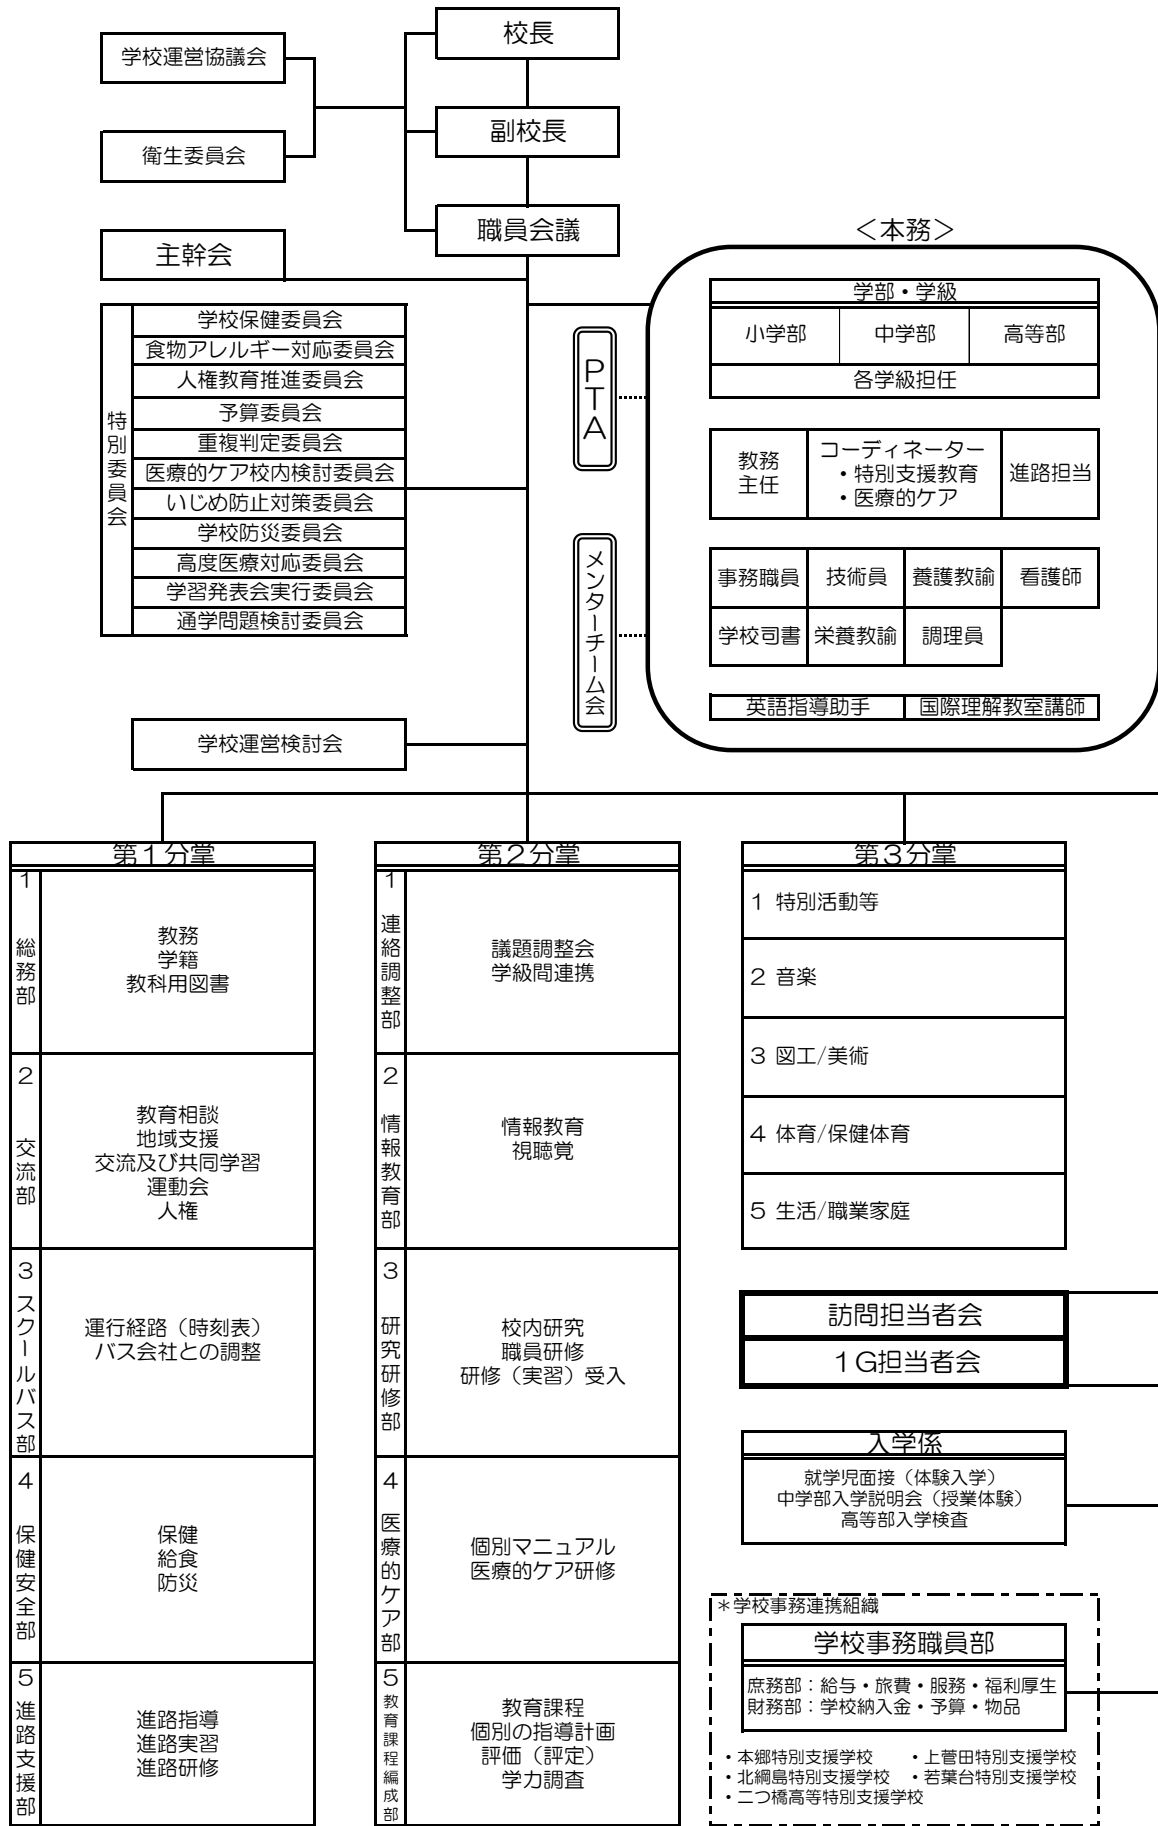 校長
学校運営協議会
副校長
衛生委員会
職員会議
主幹会
＜本務＞
特別委員会
学校保健委員会
食物アレルギー対応委員会
人権教育推進委員会
予算委員会
重複判定委員会
医療的ケア校内検討委員会
いじめ防止対策委員会
学校防災委員会
高度医療対応委員会
学習発表会実行委員会
通学問題検討委員会
PTA
メンターチーム会
学部・学級
小学部 中学部 高等部
各学級担任
教務
主任
コーディネーター
・特別支援教育
・医療的ケア
進路担当
事務職員 技術員 養護教諭 看護師
学校司書 栄養教諭 調理員
英語指導助手 国際理解教室講師
学校運営検討会
第１分掌
１ 総務部
教務
学籍
教科用図書
２ 交流部
教育相談
地域支援
交流及び共同学習
運動会
人権
３ スクールバス部
運行経路（時刻表）
バス会社との調整
４ 保健安全部
保健
給食
防災
５ 進路支援部
進路指導
進路実習
進路研修
第２分掌
１ 連絡調整部
議題調整会
学級間連携
２ 情報教育部
情報教育
視聴覚
３ 研究研修部
校内研究
職員研修
研修（実習）受入
４ 医療的ケア部
個別マニュアル
医療的ケア研修
５ 教育課程編成部
教育課程
個別の指導計画
評価（評定）
学力調査
第３分掌
１ 特別活動等
２ 音楽
３ 図工/美術
４ 体育/保健体育
５ 生活/職業家庭
訪問担当者会
１G担当者会
入学係
就学児面接（体験入学）
中学部入学説明会（授業体験）
高等部入学検査
＊学校事務連携組織
学校事務職員部
庶務部：給与・旅費・服務・福利厚生
財務部：学校納入金・予算・物品
・本郷特別支援学校 ・上菅田特別支援学校
・北綱島特別支援学校 ・若葉台特別支援学校
・二つ橋高等特別支援学校